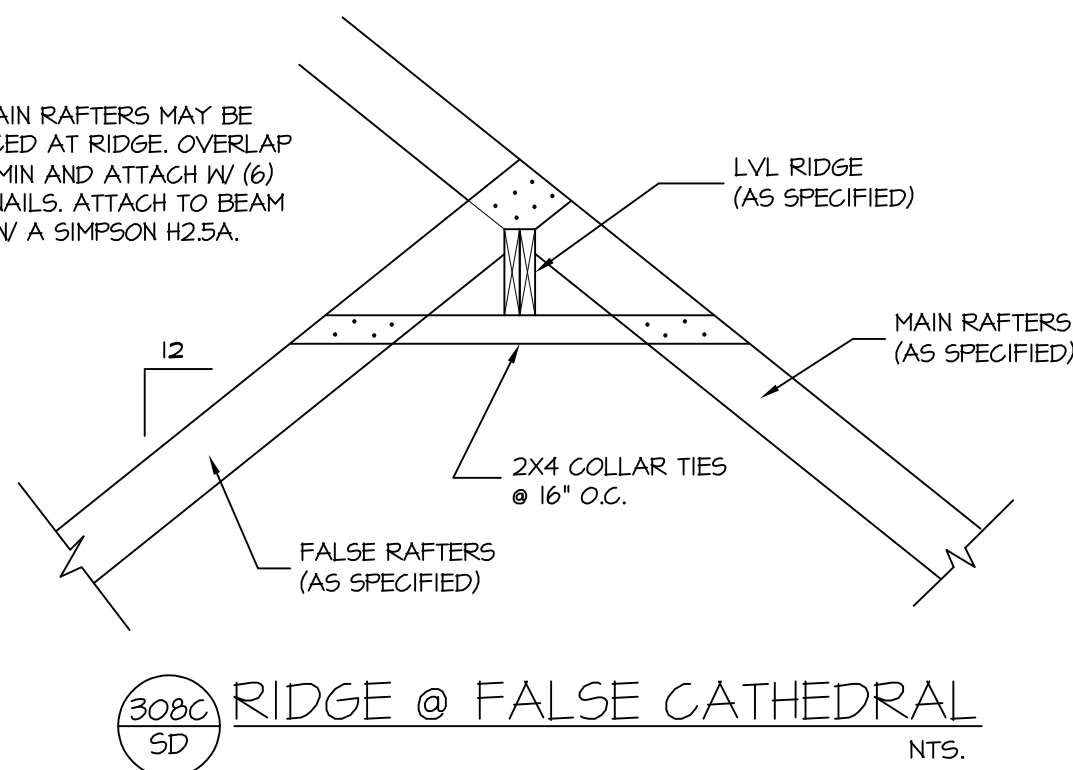 RAFTERS MAY BE
AT RIDGE. OVERLAP
MIN AND ATTACH W/ (6)
NAILS. ATTACH TO BEAM
A SIMPSON H2.5A.
LVL RIDGE
(AS SPECIFIED)
MAIN RAFTERS
(AS SPECIFIED)
12
2X4 COLLAR TIES
@ 16" O.C.
FALSE RAFTERS
(AS SPECIFIED)
308C
SD
RIDGE @ FALSE CATHEDRAL
NTS.